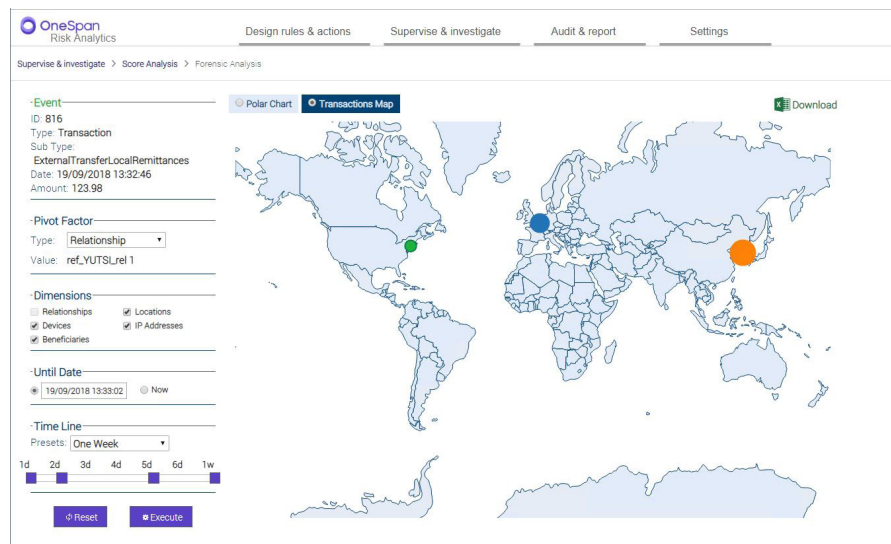 OneSpan
Risk Analytics
Design rules & actions
Supervise & investigate
Audit & report
Settings
Supervise & investigate > Score Analysis > Forensic Analysis
Event
ID: 816
Type: Transaction
Sub Type:
ExternalTransferLocalRemittances
Date: 19/09/2018 13:32:46
Amount: 123.98
Pivot Factor
Type: Relationship
Value: ref_YUTSI_rel 1
Dimensions
Relationships Locations
Devices IP Addresses
Beneficiaries
Until Date
19/09/2018 13:33:02 Now
Time Line
Presets: One Week
1d 2d 3d 4d 5d 6d 1w
Reset Execute
Polar Chart Transactions Map
Download